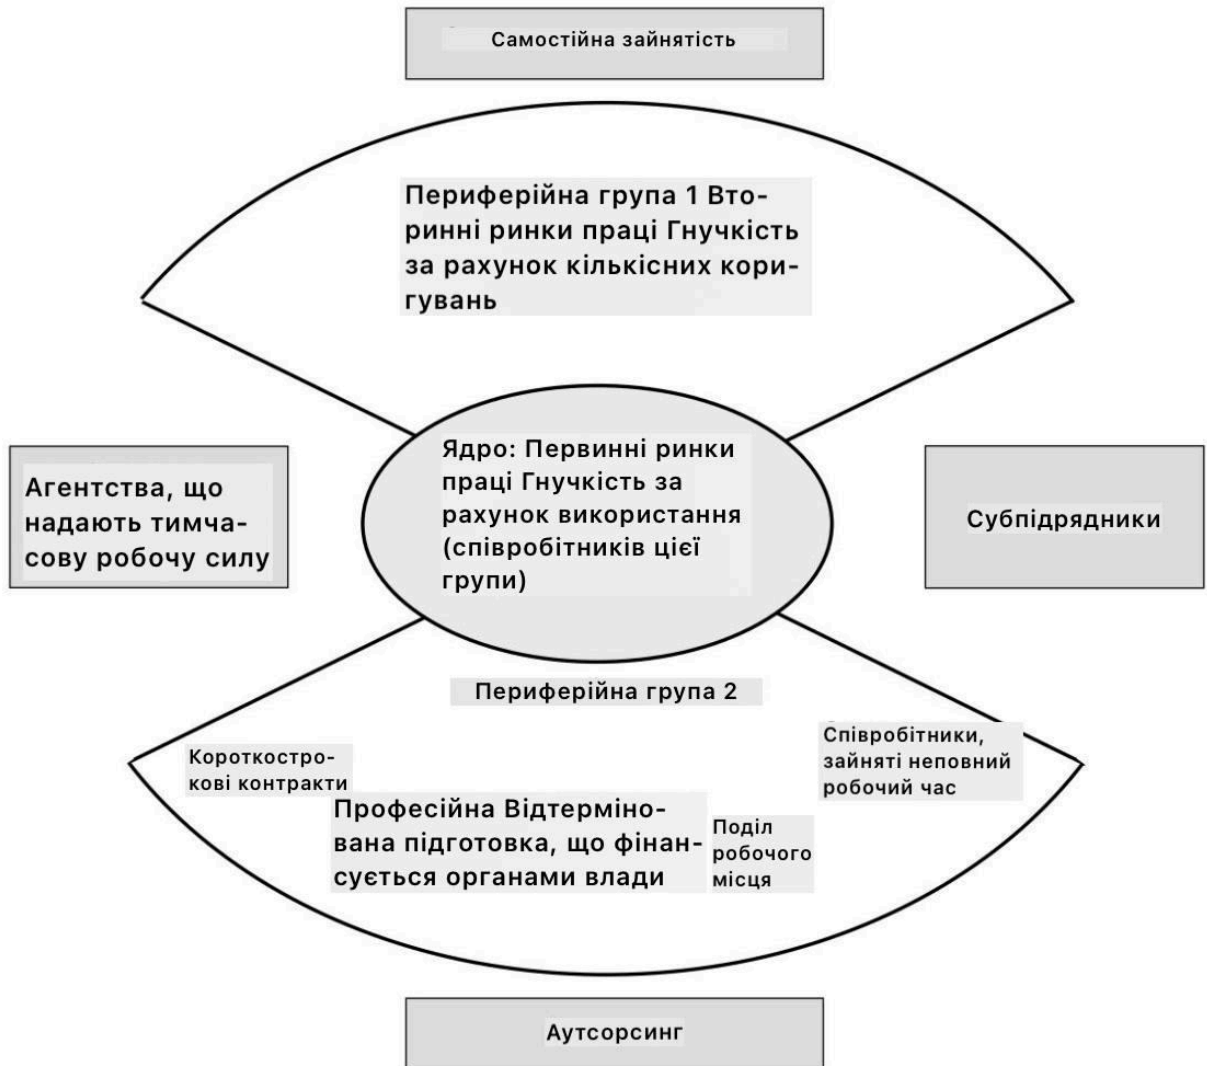 Самостійна зайнятість
Периферійна група 1 Вто-
ринні ринки праці Гнучкість
за рахунок кількісних кори-
гувань
Ядро: Первинні ринки
праці Гнучкість за
рахунок використання
(співробітників цієї
групи)
Агентства, що
надають тимча-
сову робочу силу
Субпідрядники
Периферійна група 2
Короткостро-
кові контракти
Співробітники,
зайняті неповний
робочий час
Професійна Відтерміно-
вана підготовка, що фінан-
сується органами влади
Поділ
робочого
місця
Аутсорсинг